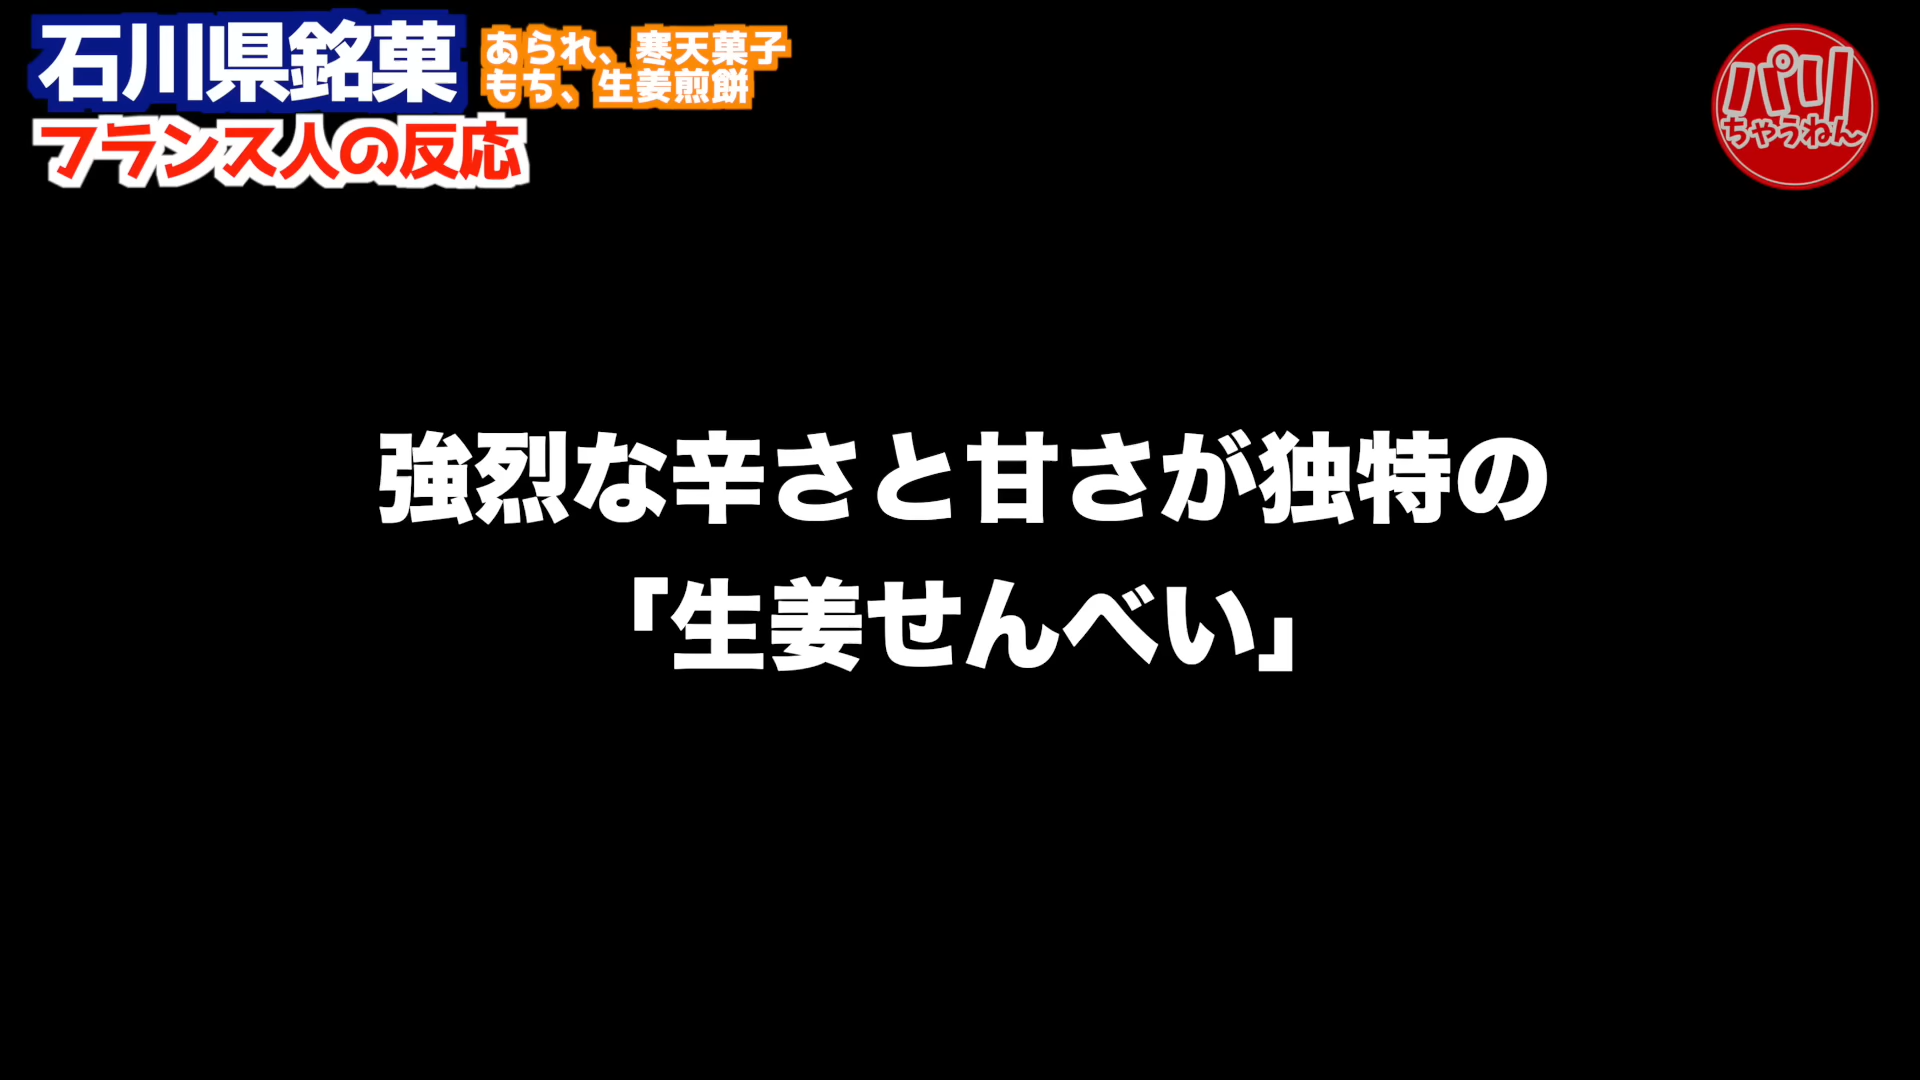 石川県銘菓
あられ、寒天菓子
もち、生姜煎餅
フランス人の反応
パリ
ちゃうねん
強烈な辛さと甘さが独特の
「生姜せんべい」